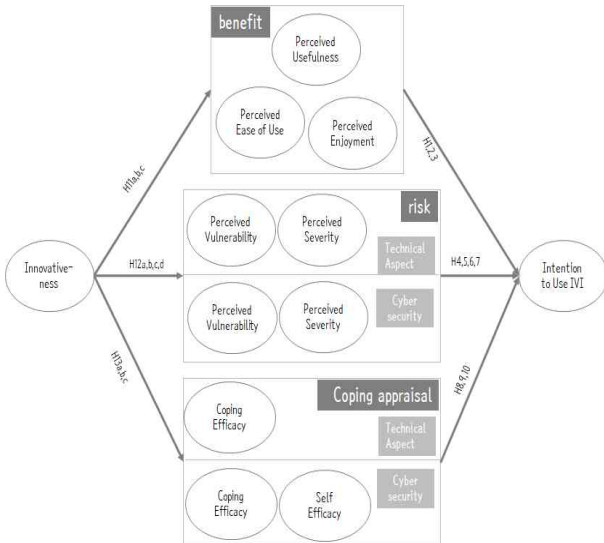 benefit
Perceived
Usefulness
Perceived
Ease of Use
Perceived
Enjoyment
H11a,b,c
H1,2,3
risk
Perceived
Vulnerability
Perceived
Severity
Technical
Aspect
Innovative-
ness
H12a,b,c,d
H4,5,6,7
Intention
to Use IVI
Perceived
Vulnerability
Perceived
Severity
Cyber
security
H13a,b,c
H8,9,10
Coping appraisal
Coping
Efficacy
Technical
Aspect
Coping
Efficacy
Self
Efficacy
Cyber
security